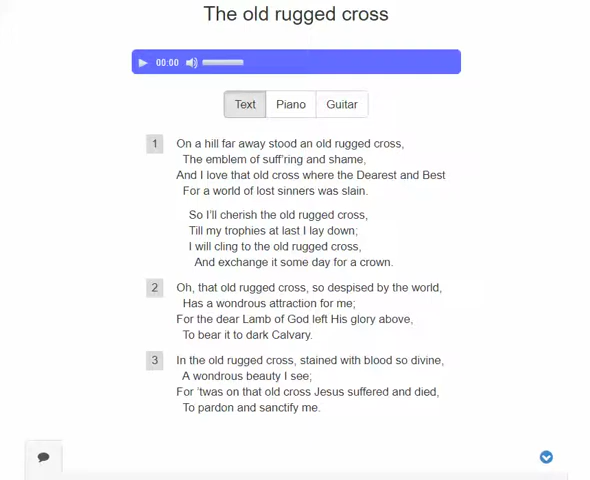 The old rugged cross
00:00
Text Piano Guitar
1 On a hill far away stood an old rugged cross,
The emblem of suff'ring and shame,
And I love that old cross where the Dearest and Best
For a world of lost sinners was slain.
So I'll cherish the old rugged cross,
Till my trophies at last I lay down;
I will cling to the old rugged cross,
And exchange it some day for a crown.
2 Oh, that old rugged cross, so despised by the world,
Has a wondrous attraction for me;
For the dear Lamb of God left His glory above,
To bear it to dark Calvary.
3 In the old rugged cross, stained with blood so divine,
A wondrous beauty I see;
For 'twas on that old cross Jesus suffered and died,
To pardon and sanctify me.